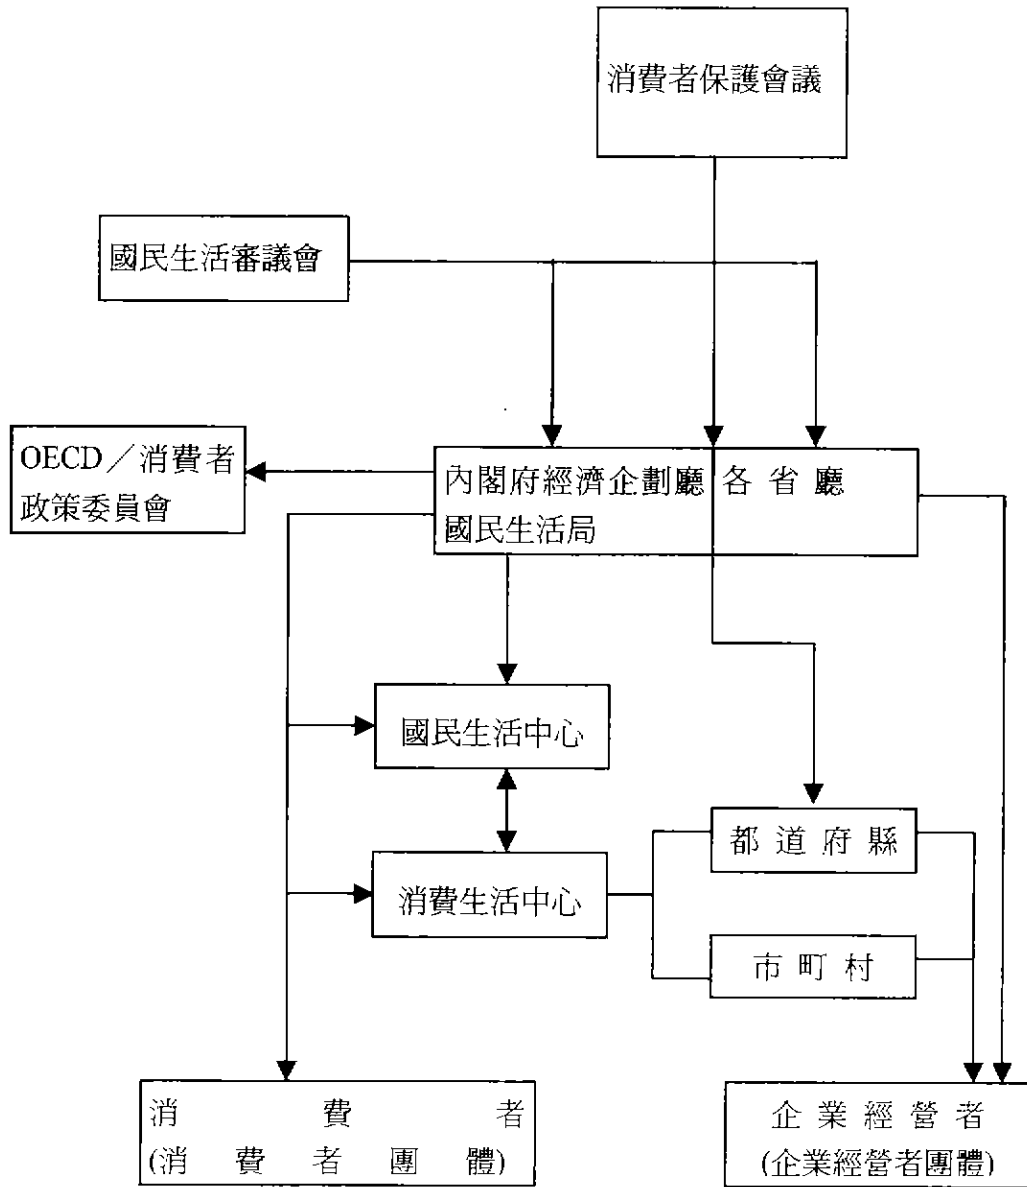 消費者保護會議
國民生活審議會
OECD／消費者
政策委員會
內閣府經濟企劃廳 各省廳
國民生活局
國民生活中心
消費生活中心
都道府縣
市町村
消費者
(消費者團體)
企業經營者
(企業經營者團體)